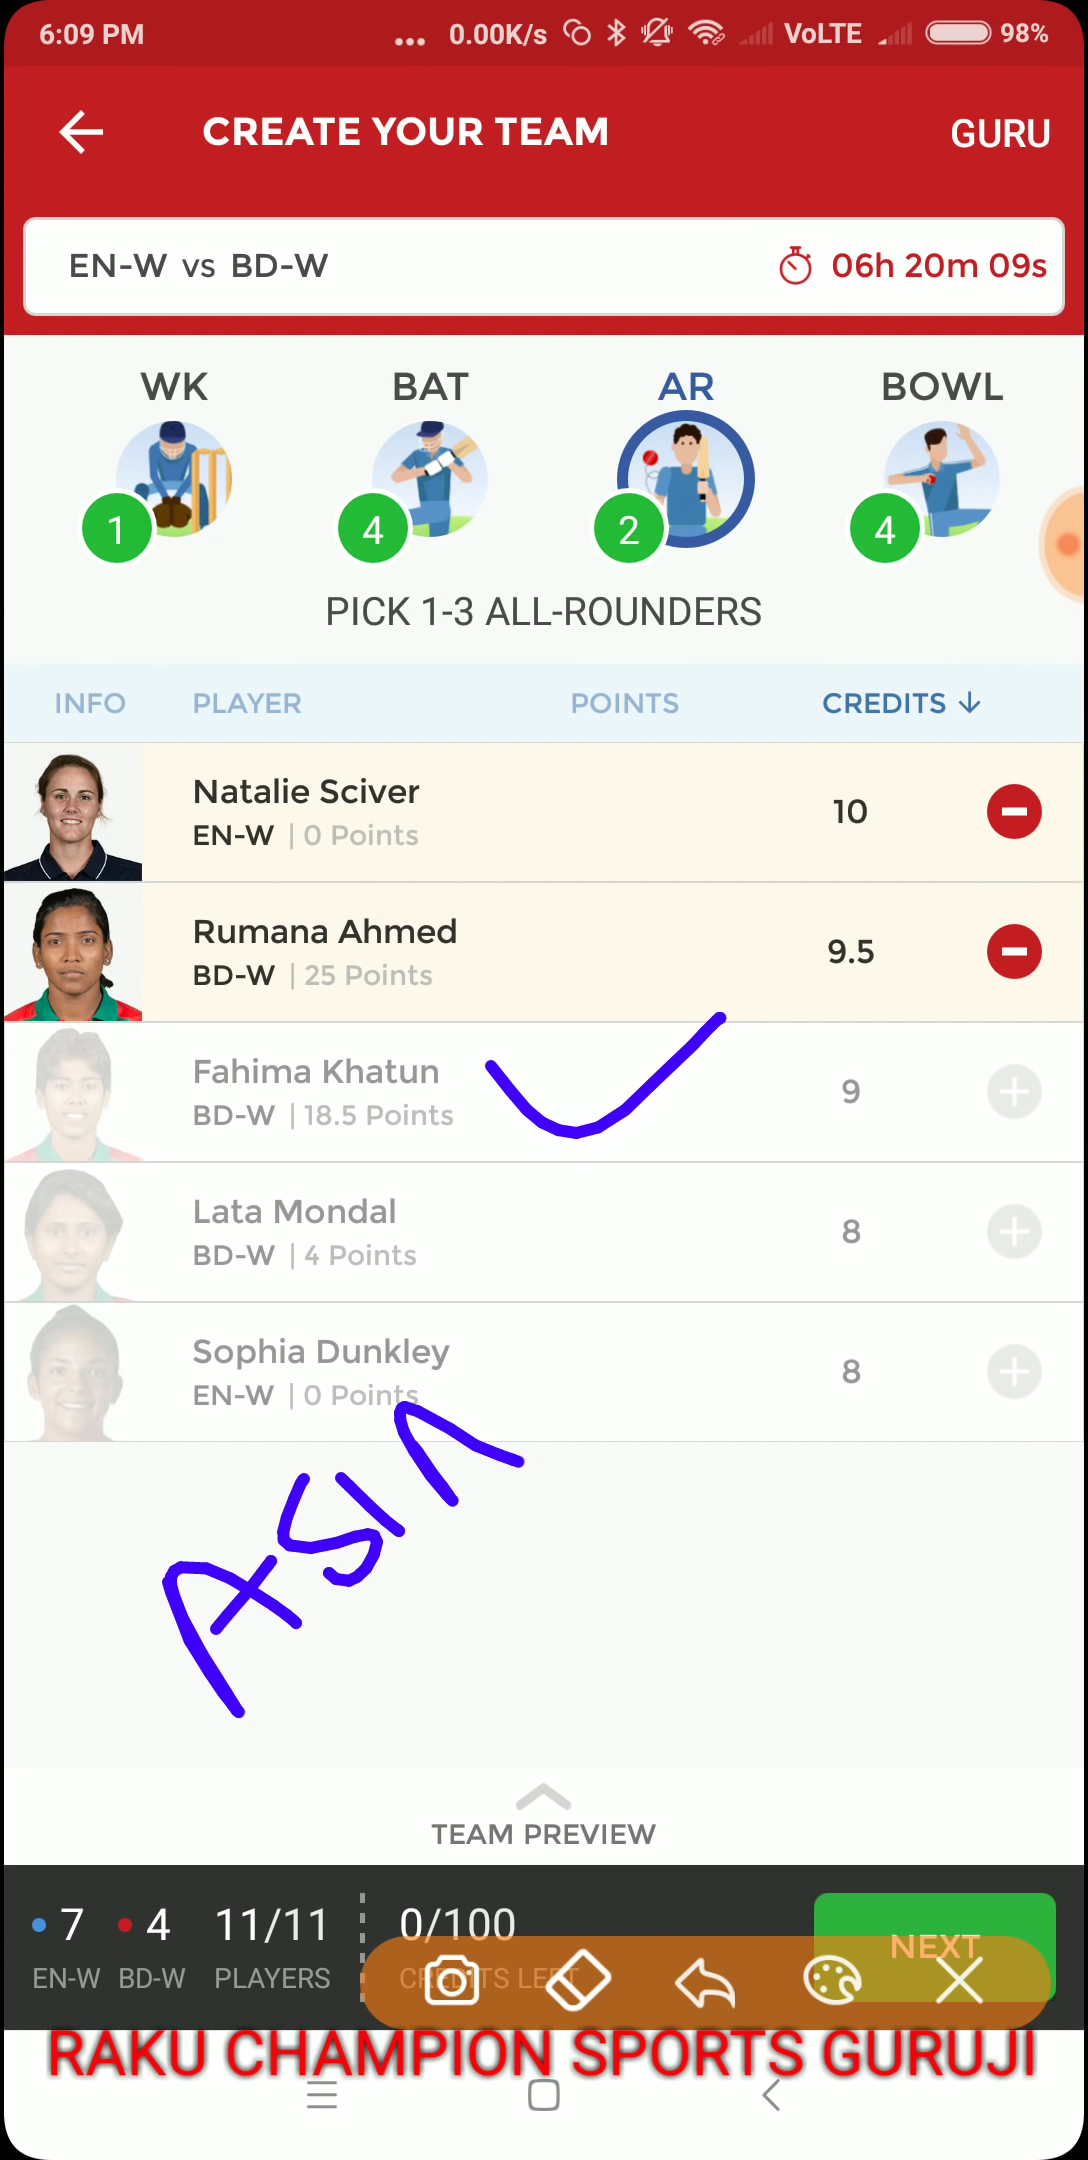 6:09 PM ... 0.00K/s VoLTE 98%
CREATE YOUR TEAM GURU
EN-W vs BD-W 06h 20m 09s
WK BAT AR BOWL
1 4 2 4
PICK 1-3 ALL-ROUNDERS
INFO PLAYER POINTS CREDITS ↓
Natalie Sciver
EN-W | 0 Points 10
Rumana Ahmed
BD-W | 25 Points 9.5
Fahima Khatun
BD-W | 18.5 Points 9
Lata Mondal
BD-W | 4 Points 8
Sophia Dunkley
EN-W | 0 Points 8
TEAM PREVIEW
7 4 11/11 0/100 NEXT
EN-W BD-W PLAYERS CREDITS LEFT
RAKU CHAMPION SPORTS GURUJI